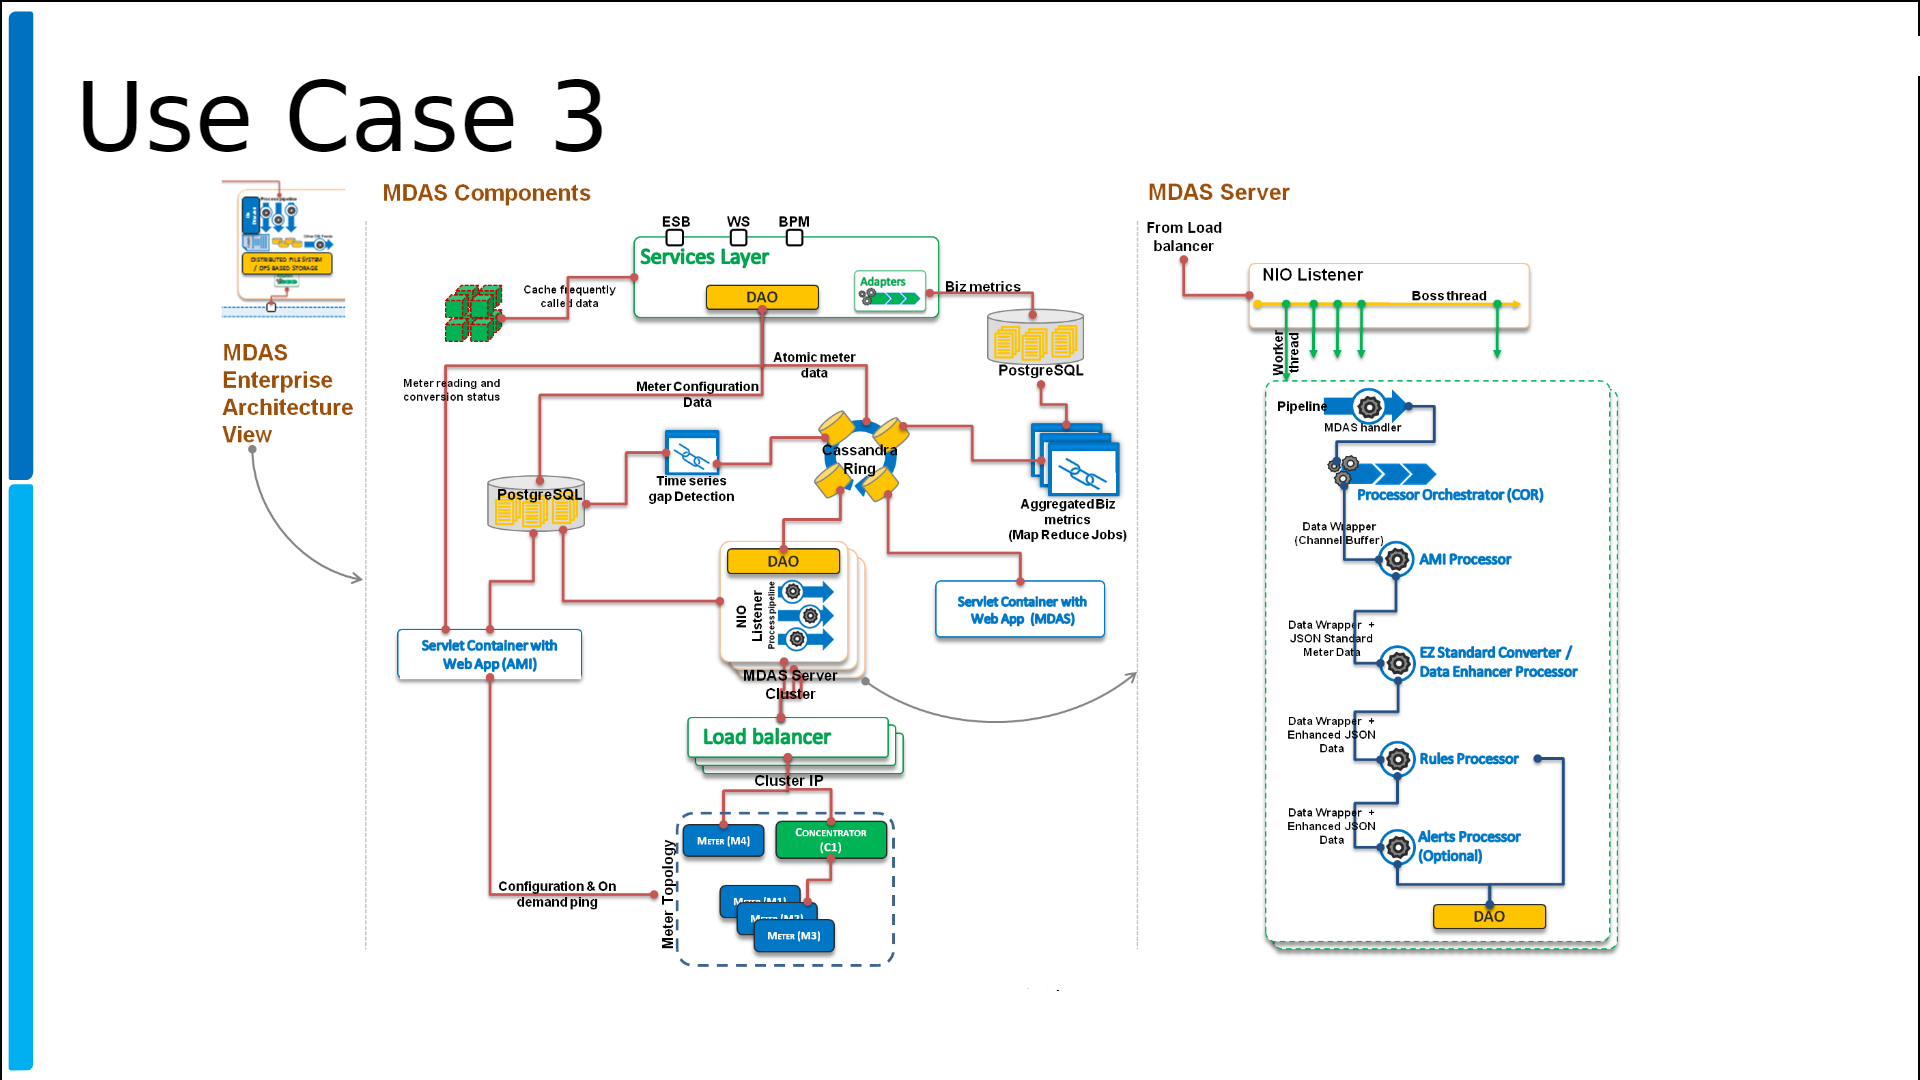 Use Case 3
DISTRIBUTED FILE SYSTEM
/ DFS BASED STORAGE
MDAS
Enterprise
Architecture
View
MDAS Components
ESB
WS
BPM
Services Layer
DAO
Adapters
Cache frequently
called data
Biz metrics
PostgreSQL
Atomic meter
data
Meter reading and
conversion status
Meter Configuration
Data
Cassandra
Ring
Time series
gap Detection
PostgreSQL
Aggregated Biz
metrics
(Map Reduce Jobs)
DAO
NIO
Listener
Process pipeline
Servlet Container with
Web App (MDAS)
Servlet Container with
Web App (AMI)
MDAS Server
Cluster
Load balancer
Cluster IP
Meter Topology
Meter (M4)
Concentrator
(C1)
Meter (M1)
Meter (M2)
Meter (M3)
Configuration & On
demand ping
MDAS Server
From Load
balancer
NIO Listener
Boss thread
Worker
thread
Pipeline
MDAS handler
Processor Orchestrator (COR)
Data Wrapper
(Channel Buffer)
AMI Processor
Data Wrapper +
JSON Standard
Meter Data
EZ Standard Converter /
Data Enhancer Processor
Data Wrapper +
Enhanced JSON
Data
Rules Processor
Data Wrapper +
Enhanced JSON
Data
Alerts Processor
(Optional)
DAO